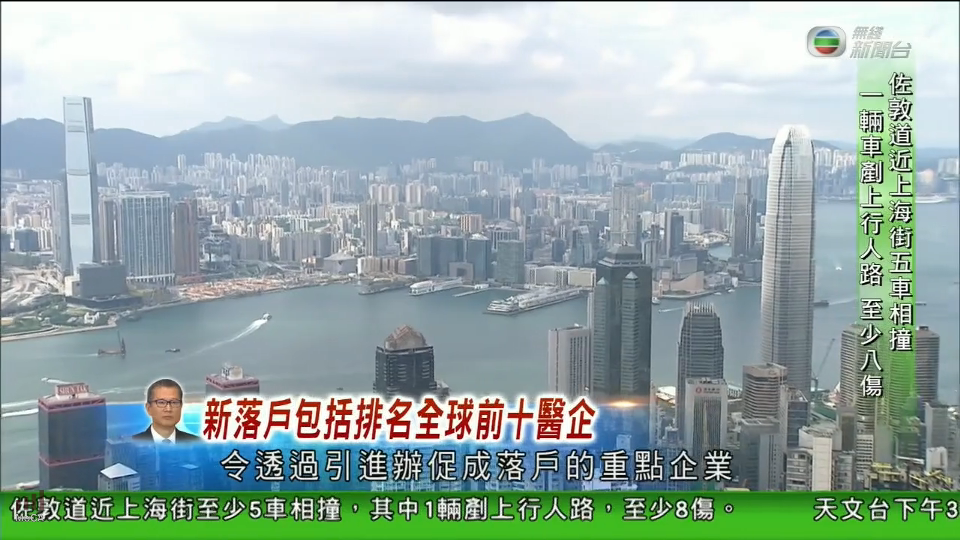 無綫
新聞台
佐敦道近上海街五車相撞
一輛車剷上行人路 至少八傷
新落戶包括排名全球前十醫企
令透過引進辦促成落戶的重點企業
佐敦道近上海街至少5車相撞，其中1輛剷上行人路，至少8傷。
天文台下午3